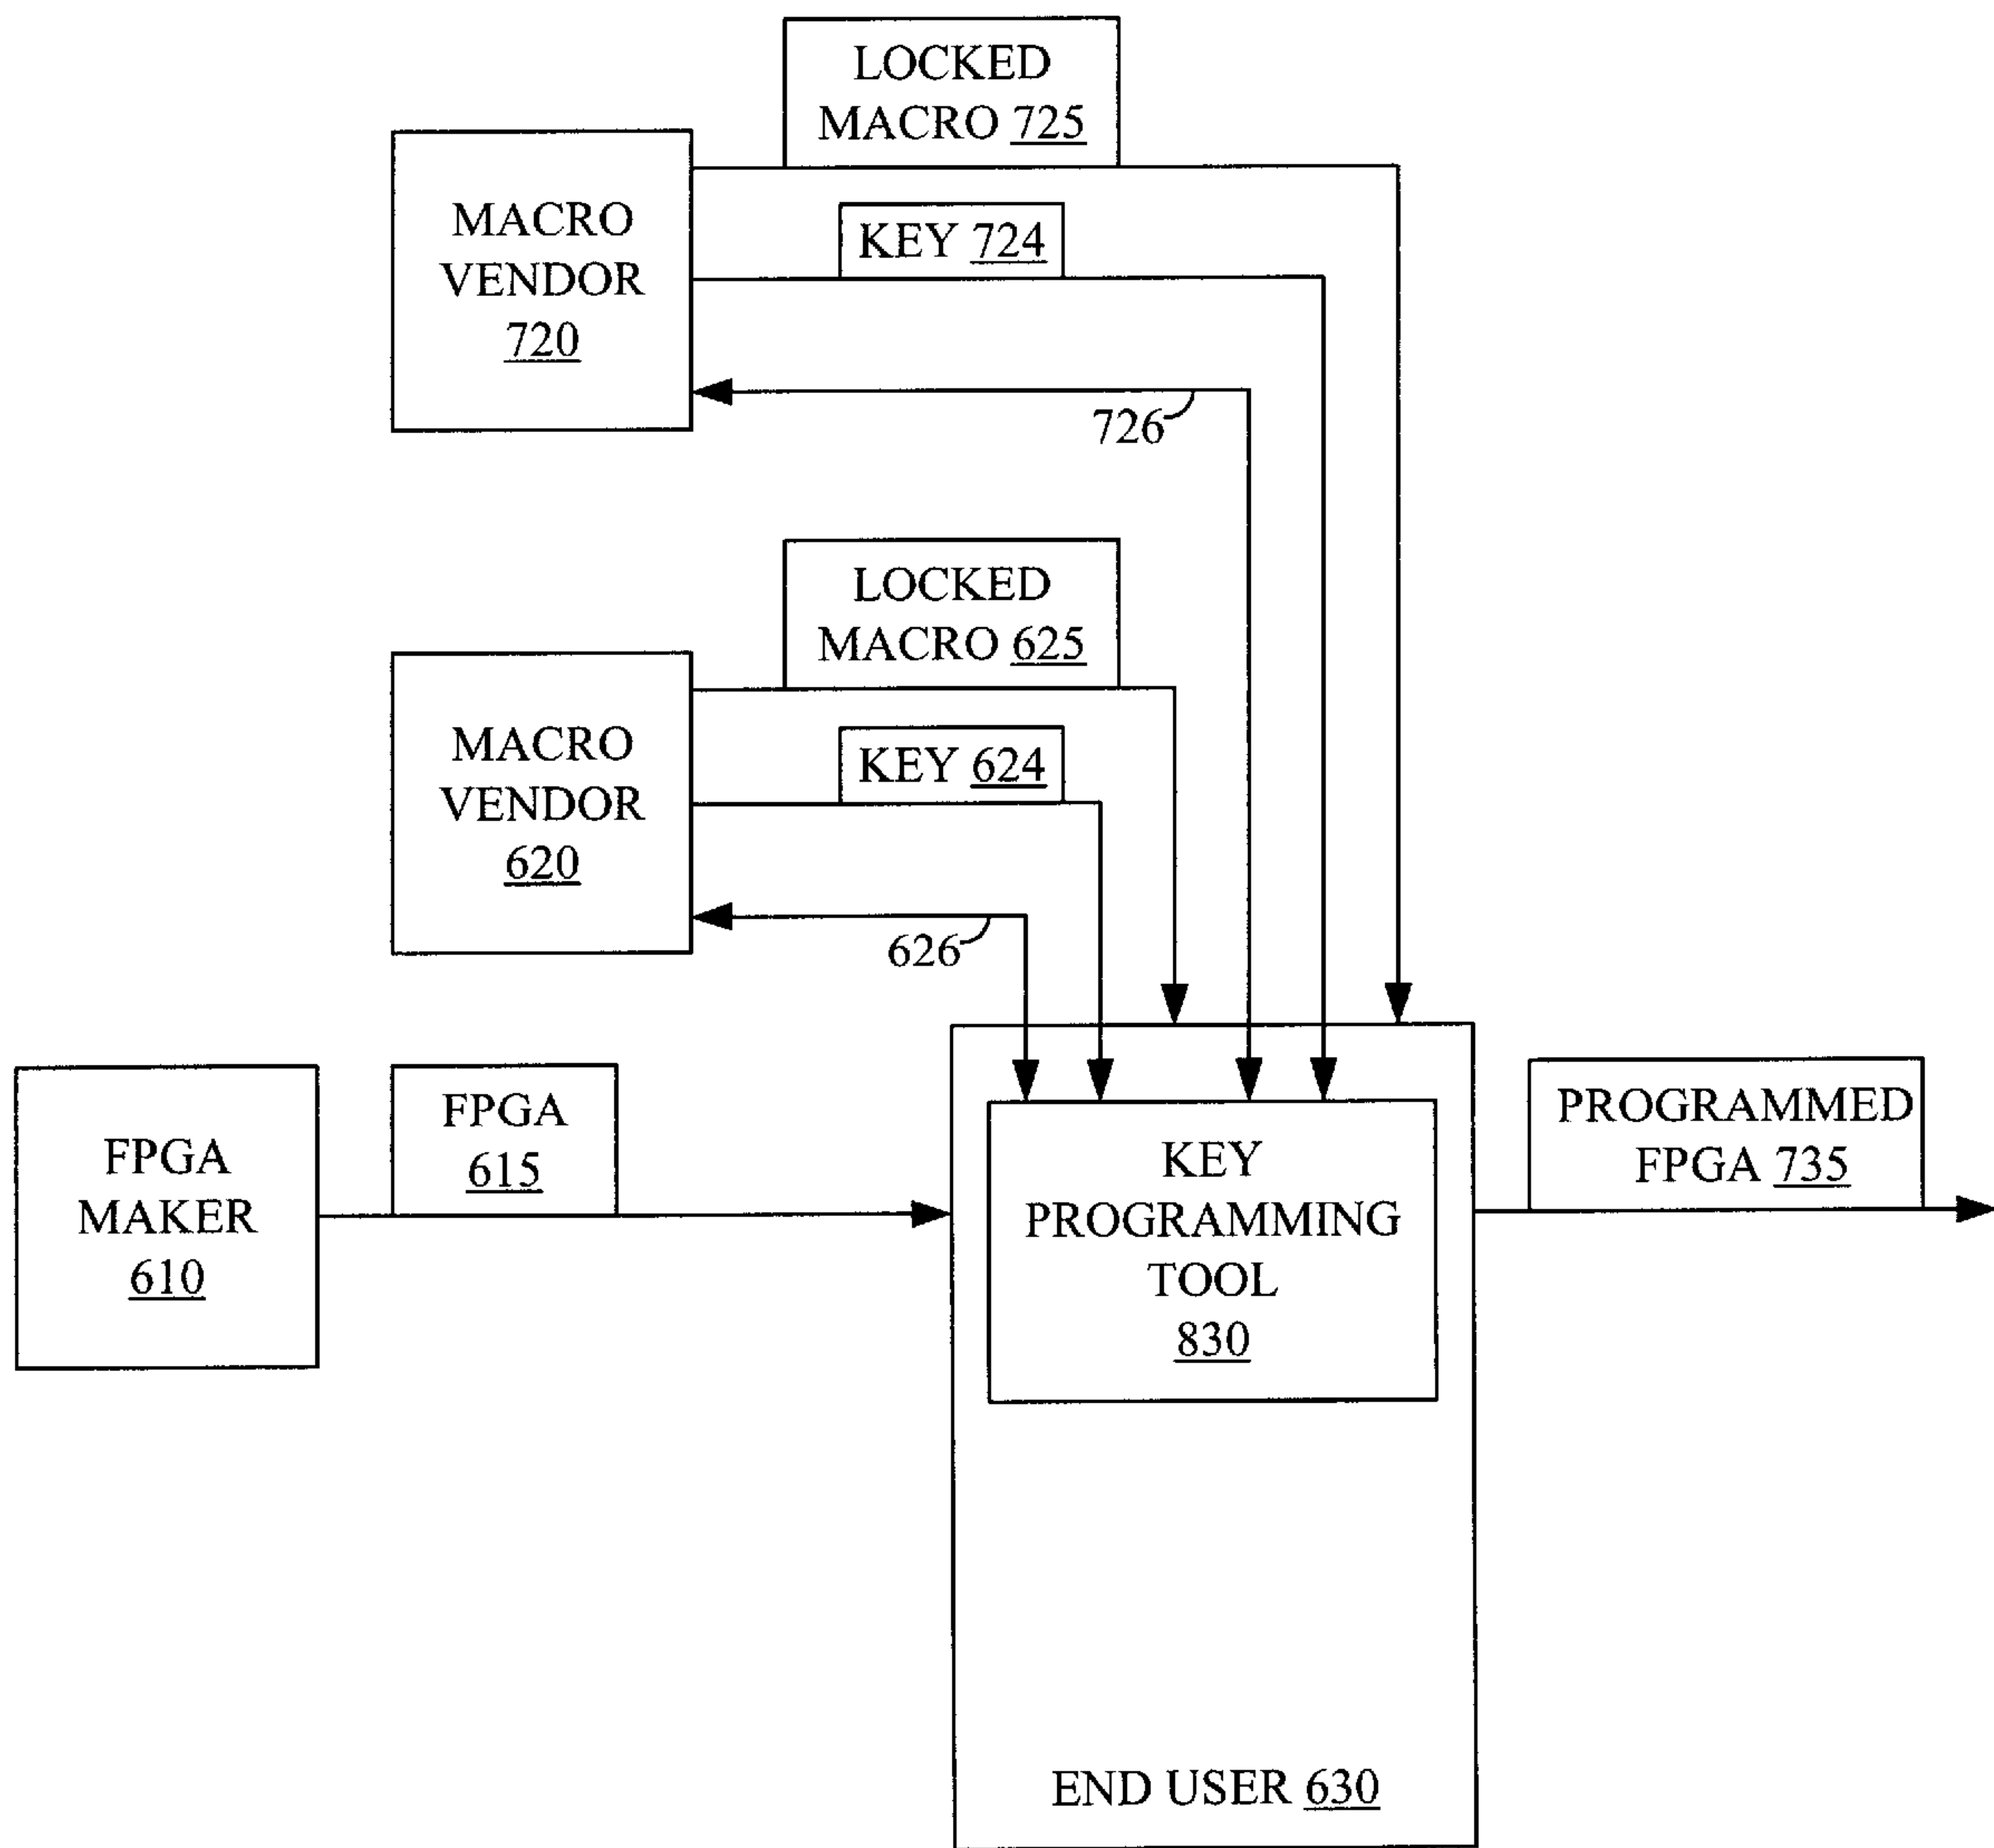 LOCKED
MACRO 725
MACRO
VENDOR
720
KEY 724
726
LOCKED
MACRO 625
MACRO
VENDOR
620
KEY 624
626
FPGA
MAKER
610
FPGA
615
KEY
PROGRAMMING
TOOL
830
PROGRAMMED
FPGA 735
END USER 630